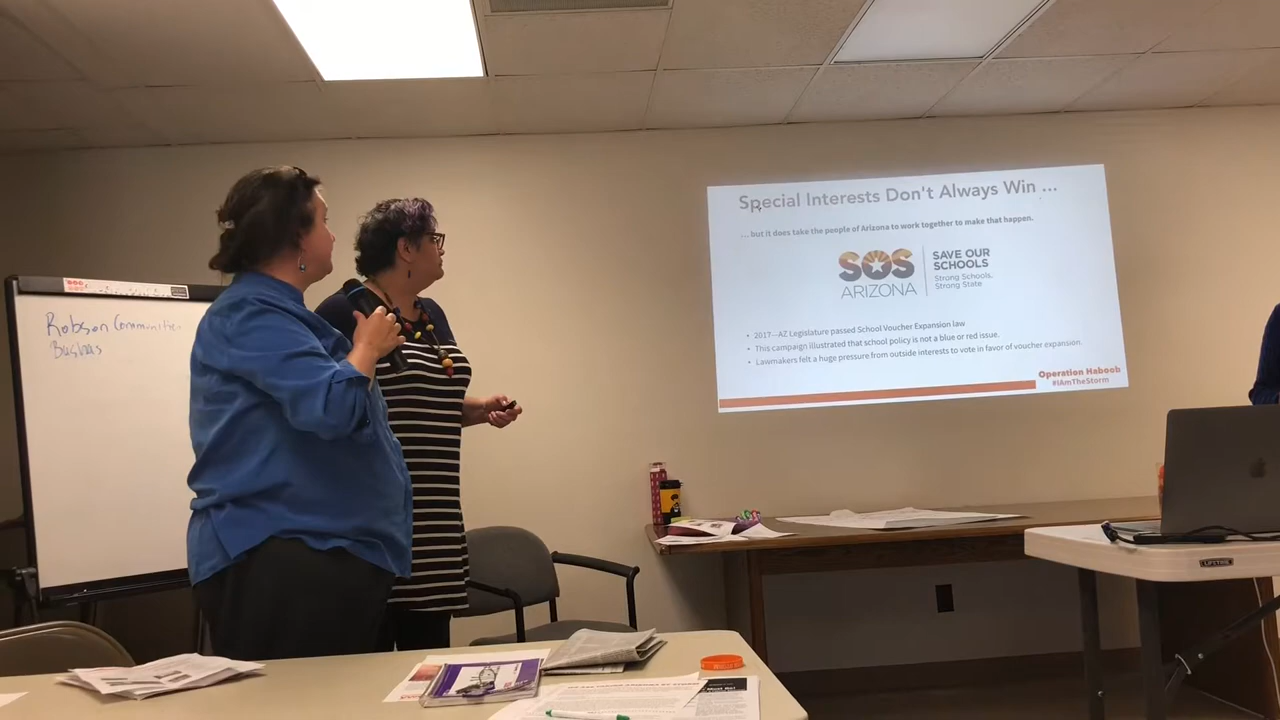 Special Interests Don't Always Win ...
... but it does take the people of Arizona to work together to make that happen.
SOS
ARIZONA
SAVE OUR
SCHOOLS
Strong Schools.
Strong State
• 2017--AZ Legislature passed School Voucher Expansion law
• This campaign illustrated that school policy is not a blue or red issue.
• Lawmakers felt a huge pressure from outside interests to vote in favor of voucher expansion.
Operation Haboob
#IAmTheStorm
Robson Communities
LIFETIME